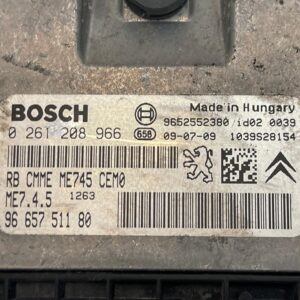 BOSCH
Made in Hungary
9652552380 id02 0039
0 261 208 966
658
09-07-09 1039S28154
RB CMME ME745 CEM0
ME7.4.5 1263
96 657 511 80